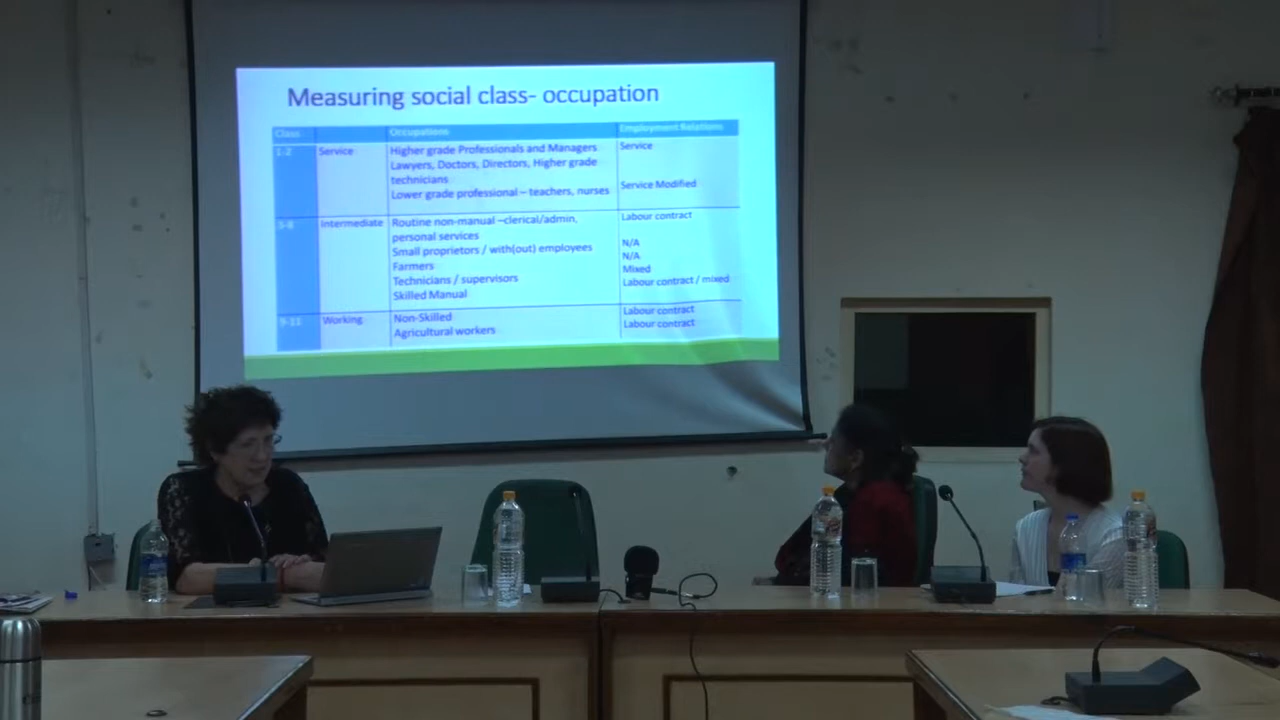 Measuring social class- occupation
Class Occupations Employment Relations
1-2 Service Higher grade Professionals and Managers Service
Lawyers, Doctors, Directors, Higher grade
technicians
Lower grade professional – teachers, nurses Service Modified
Intermediate Routine non-manual –clerical/admin, Labour contract
personal services
Small proprietors / with(out) employees N/A
Farmers N/A
Technicians / supervisors Mixed
Skilled Manual Labour contract / mixed
9-11 Working Non-Skilled Labour contract
Agricultural workers Labour contract